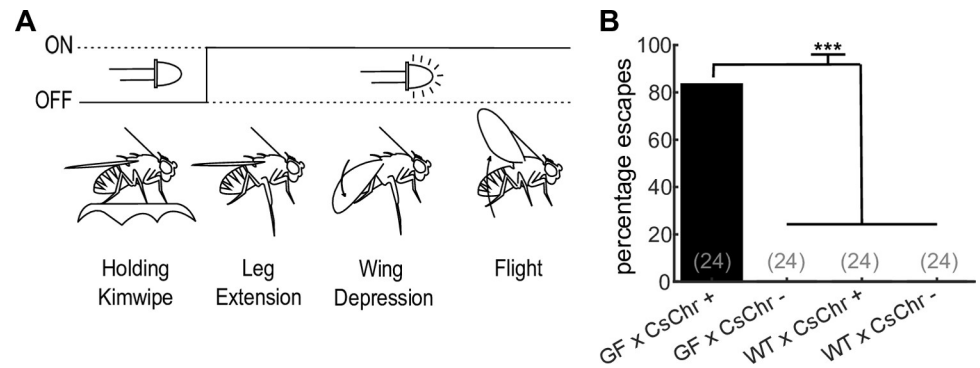 A
ON
OFF
Holding
Kimwipe
Leg
Extension
Wing
Depression
Flight
B
percentage escapes
100
80
60
40
20
0
***
(24)
(24)
(24)
(24)
GF x CsChr +
GF x CsChr -
WT x CsChr +
WT x CsChr -